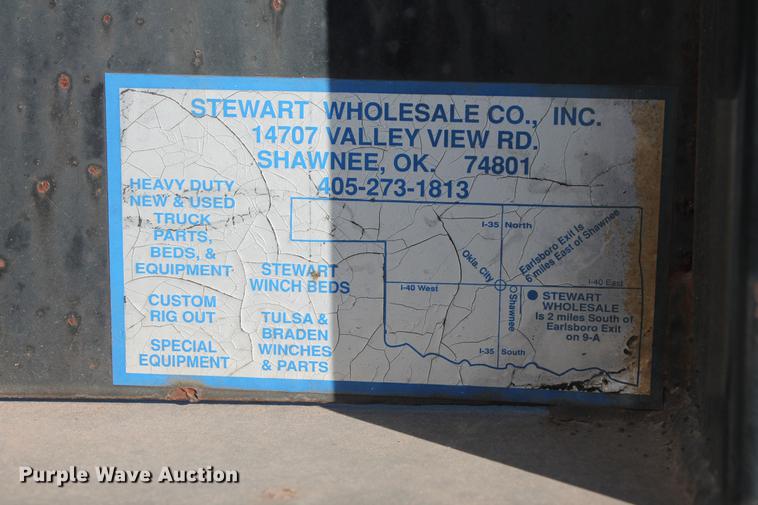 STEWART WHOLESALE CO., INC.
14707 VALLEY VIEW RD.
SHAWNEE, OK. 74801
405-273-1813
HEAVY DUTY
NEW & USED
TRUCK
PARTS,
BEDS, &
EQUIPMENT
CUSTOM
RIG OUT
SPECIAL
EQUIPMENT
STEWART
WINCH BEDS
TULSA &
BRADEN
WINCHES
& PARTS
I-35 North
Okla City
Earlsboro Exit Is
6 miles East of Shawnee
I-40 West
I-40 East
Shawnee
STEWART
WHOLESALE
Is 2 miles South of
Earlsboro Exit
on 9-A
I-35 South
Purple Wave Auction